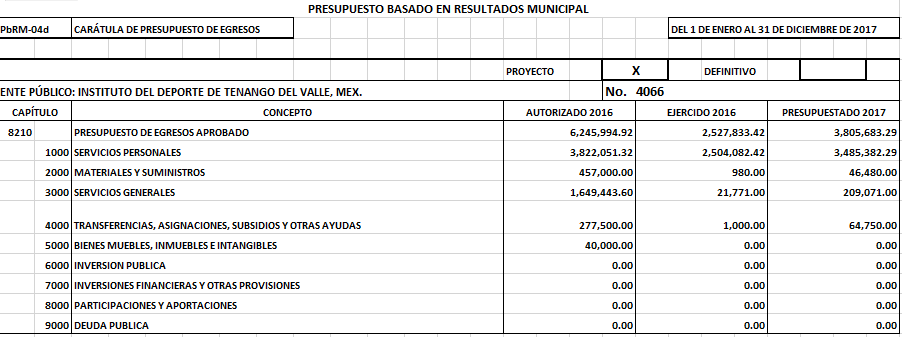 PRESUPUESTO BASADO EN RESULTADOS MUNICIPAL
PbRM-04d CARÁTULA DE PRESUPUESTO DE EGRESOS DEL 1 DE ENERO AL 31 DE DICIEMBRE DE 2017
PROYECTO X DEFINITIVO
ENTE PÚBLICO: INSTITUTO DEL DEPORTE DE TENANGO DEL VALLE, MEX. No. 4066
CAPÍTULO CONCEPTO AUTORIZADO 2016 EJERCIDO 2016 PRESUPUESTADO 2017
8210 PRESUPUESTO DE EGRESOS APROBADO 6,245,994.92 2,527,833.42 3,805,683.29
1000 SERVICIOS PERSONALES 3,822,051.32 2,504,082.42 3,485,382.29
2000 MATERIALES Y SUMINISTROS 457,000.00 980.00 46,480.00
3000 SERVICIOS GENERALES 1,649,443.60 21,771.00 209,071.00
4000 TRANSFERENCIAS, ASIGNACIONES, SUBSIDIOS Y OTRAS AYUDAS 277,500.00 1,000.00 64,750.00
5000 BIENES MUEBLES, INMUEBLES E INTANGIBLES 40,000.00 0.00 0.00
6000 INVERSION PUBLICA 0.00 0.00 0.00
7000 INVERSIONES FINANCIERAS Y OTRAS PROVISIONES 0.00 0.00 0.00
8000 PARTICIPACIONES Y APORTACIONES 0.00 0.00 0.00
9000 DEUDA PUBLICA 0.00 0.00 0.00